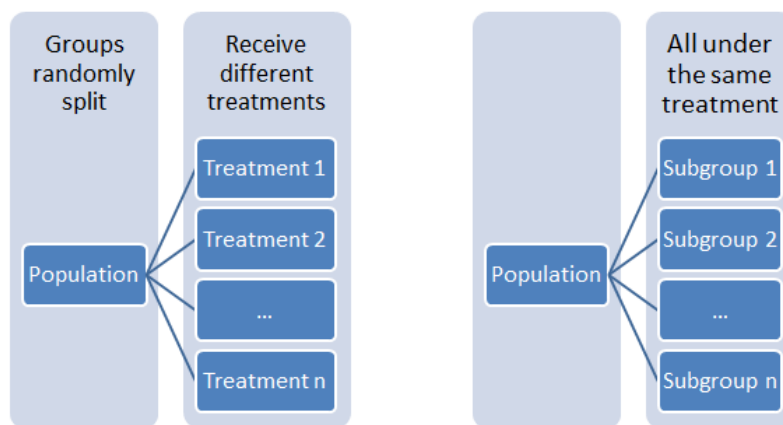 Groups
randomly
split
Receive
different
treatments
Population
Treatment 1
Treatment 2
...
Treatment n
All under
the same
treatment
Population
Subgroup 1
Subgroup 2
...
Subgroup n